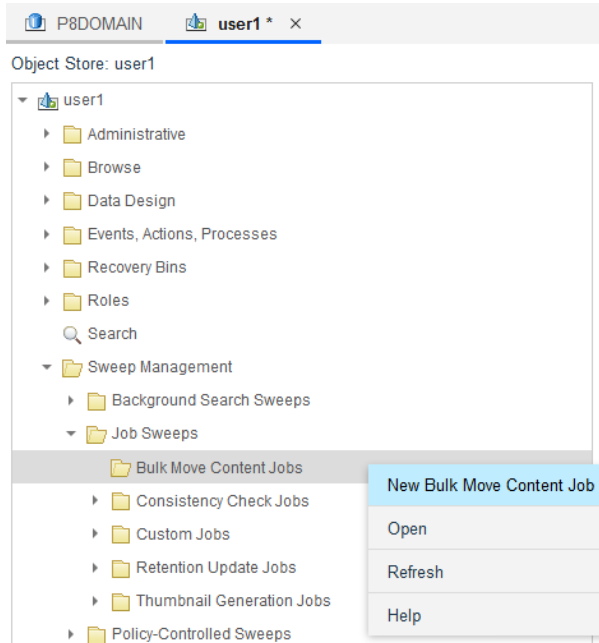 P8DOMAIN
user1 *
Object Store: user1
user1
Administrative
Browse
Data Design
Events, Actions, Processes
Recovery Bins
Roles
Search
Sweep Management
Background Search Sweeps
Job Sweeps
Bulk Move Content Jobs
New Bulk Move Content Job
Consistency Check Jobs
Open
Custom Jobs
Retention Update Jobs
Refresh
Thumbnail Generation Jobs
Help
Policy-Controlled Sweeps